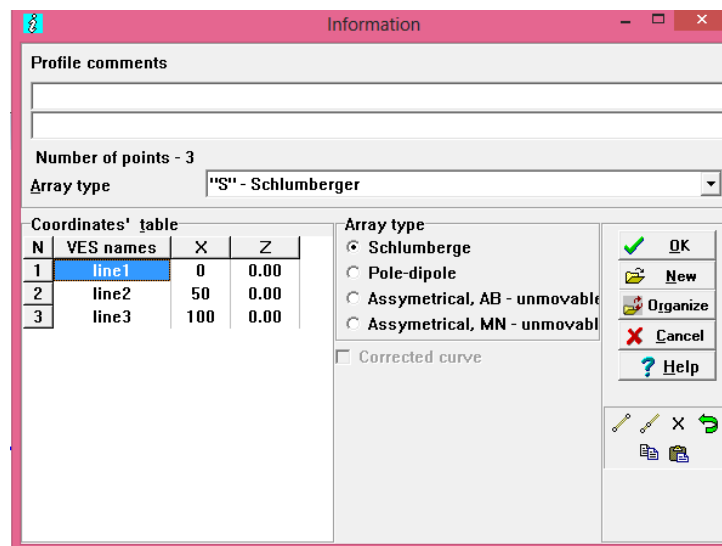 Information
Profile comments
Number of points - 3
Array type "S" - Schlumberger
Coordinates' table
N VES names X Z
1 line1 0 0.00
2 line2 50 0.00
3 line3 100 0.00
Array type
Schlumberge
Pole-dipole
Assymetrical, AB - unmovable
Assymetrical, MN - unmovabl
Corrected curve
OK
New
Organize
Cancel
Help